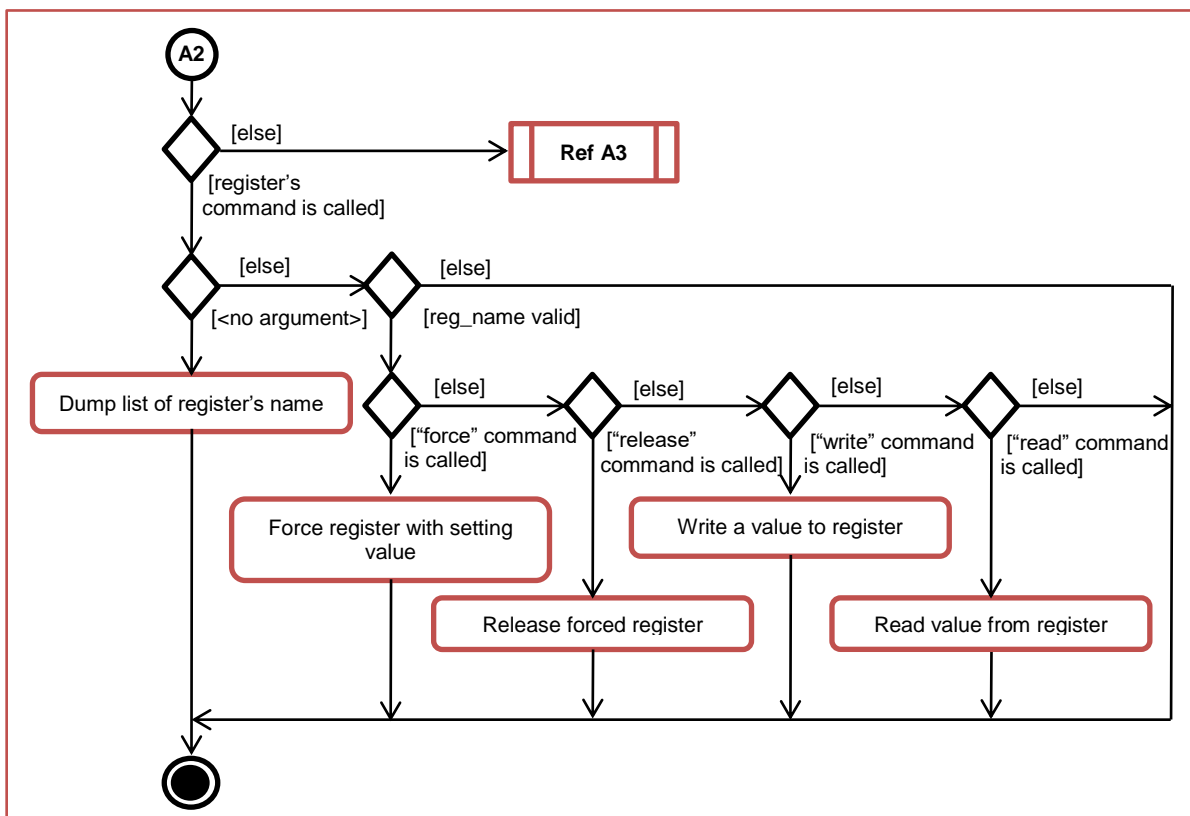 A2
[else]
Ref A3
[register’s
command is called]
[else]
[else]
[<no argument>]
[reg_name valid]
Dump list of register’s name
[else]
[else]
[else]
[else]
[“force” command
is called]
[“release”
command is called]
[“write” command
is called]
[“read” command
is called]
Force register with setting
value
Write a value to register
Release forced register
Read value from register